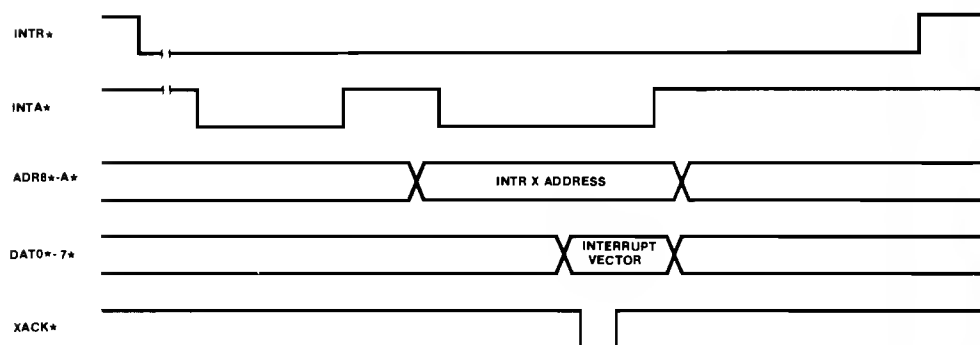 INTR*
INTA*
ADR8*-A*
INTR X ADDRESS
DAT0*-7*
INTERRUPT
VECTOR
XACK*